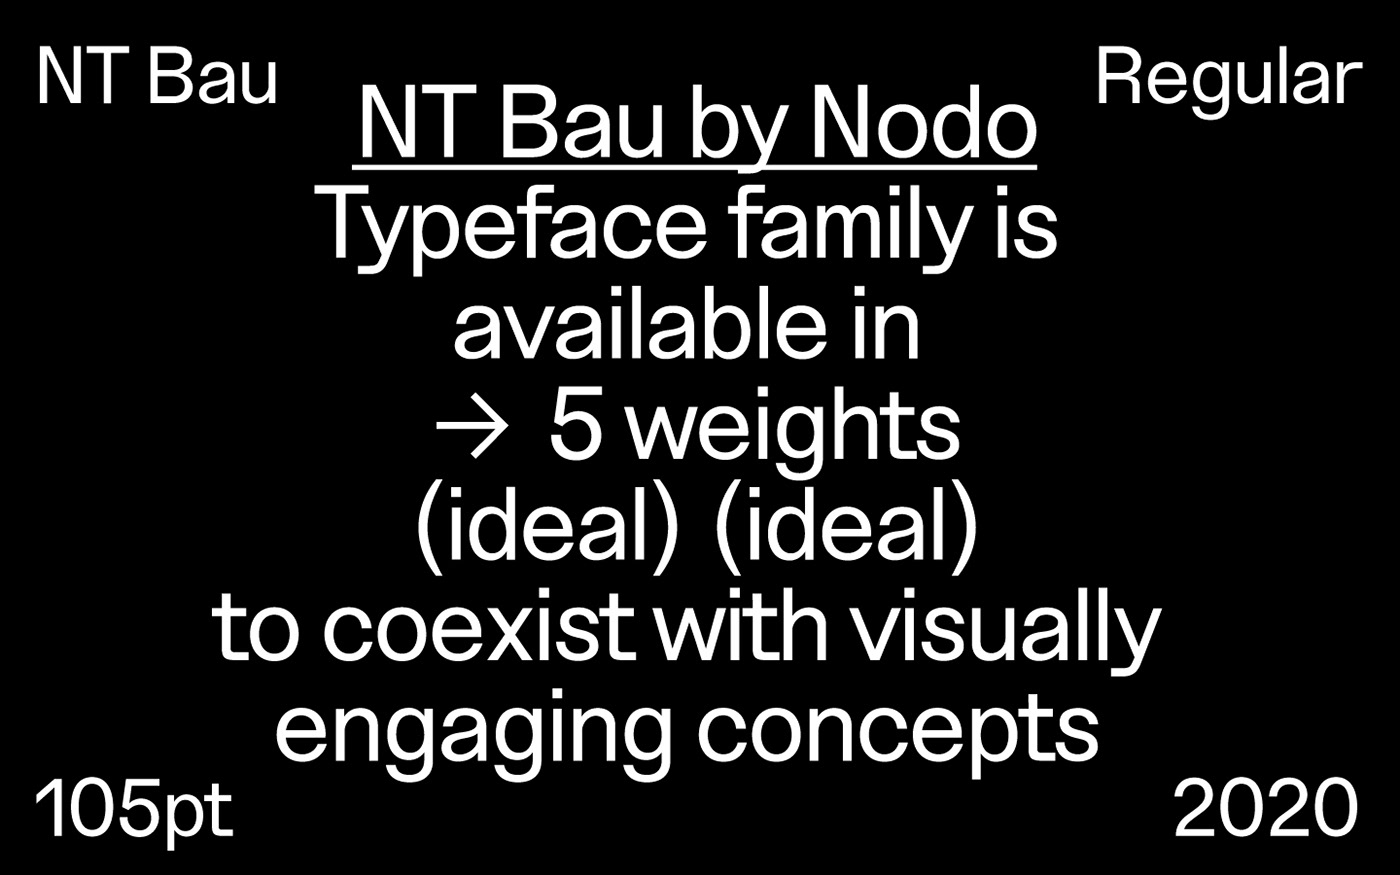 NT Bau
Regular
NT Bau by Nodo
Typeface family is
available in
→ 5 weights
(ideal) (ideal)
to coexist with visually
engaging concepts
105pt
2020